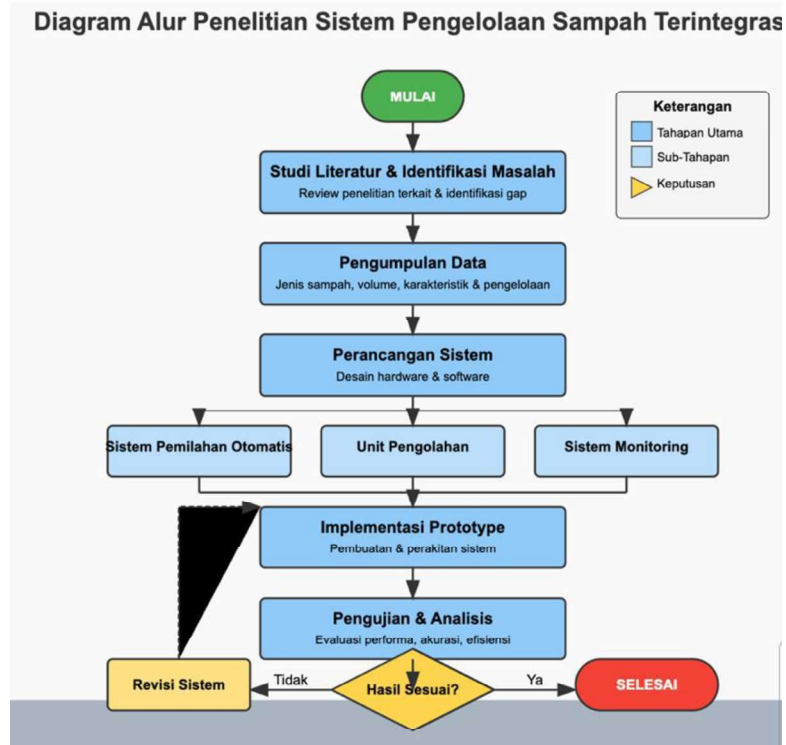 Diagram Alur Penelitian Sistem Pengelolaan Sampah Terintegras
MULAI
Keterangan
Tahapan Utama
Sub-Tahapan
Keputusan
Studi Literatur & Identifikasi Masalah
Review penelitian terkait & identifikasi gap
Pengumpulan Data
Jenis sampah, volume, karakteristik & pengelolaan
Perancangan Sistem
Desain hardware & software
Sistem Pemilahan Otomatis
Unit Pengolahan
Sistem Monitoring
Implementasi Prototype
Pembuatan & perakitan sistem
Pengujian & Analisis
Evaluasi performa, akurasi, efisiensi
Revisi Sistem
Tidak
Hasil Sesuai?
Ya
SELESAI